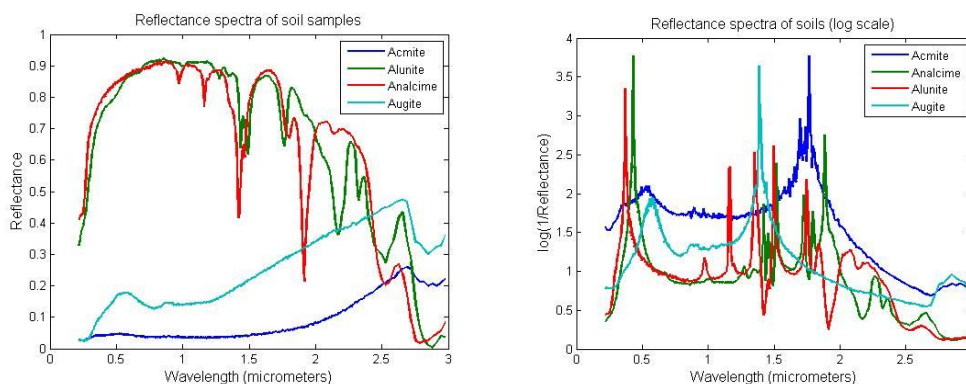 Reflectance spectra of soil samples
Reflectance
1
0.9
0.8
0.7
0.6
0.5
0.4
0.3
0.2
0.1
0
Acmite
Alunite
Analcime
Augite
0 0.5 1 1.5 2 2.5 3
Wavelength (micrometers)
Reflectance spectra of soils (log scale)
log(1/Reflectance)
4
3.5
3
2.5
2
1.5
1
0.5
0
Acmite
Analcime
Alunite
Augite
0 0.5 1 1.5 2 2.5
Wavelength (micrometers)